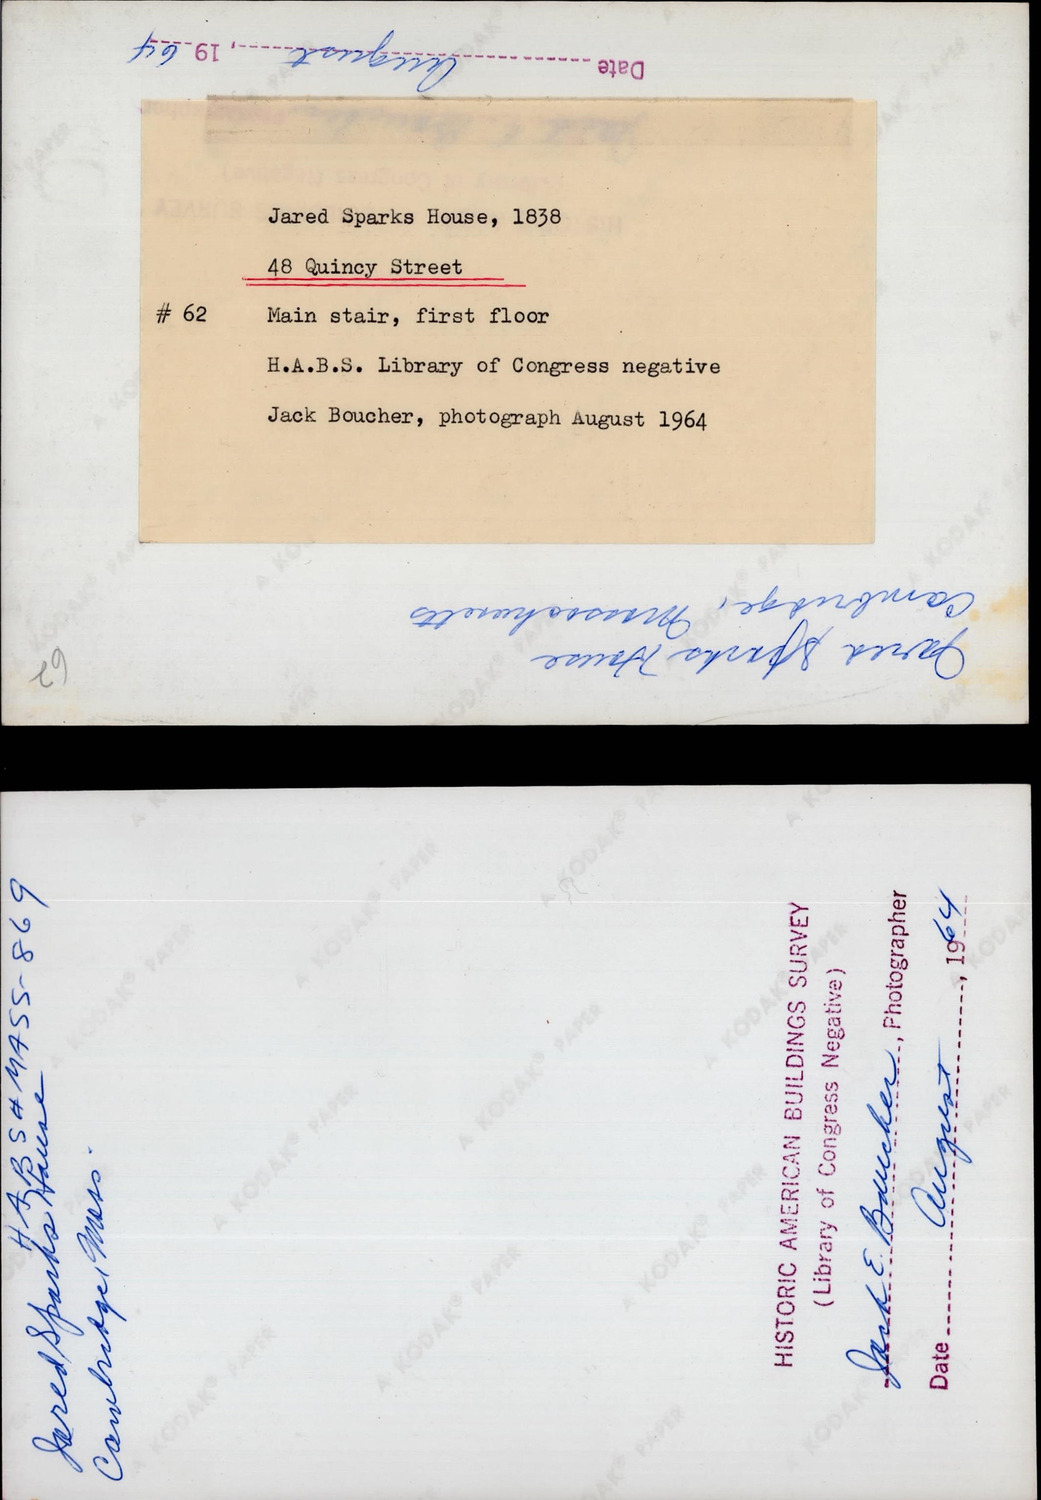 Date August, 1964
Jared Sparks House, 1838
48 Quincy Street
# 62 Main stair, first floor
H.A.B.S. Library of Congress negative
Jack Boucher, photograph August 1964
Jared Sparks House
Cambridge, Massachusetts
62
HABS # MASS-869
Jared Sparks House
Cambridge, Mass.
HISTORIC AMERICAN BUILDINGS SURVEY
(Library of Congress Negative)
Jack E. Boucher, Photographer
Date August, 1964
A KODAK® PAPER